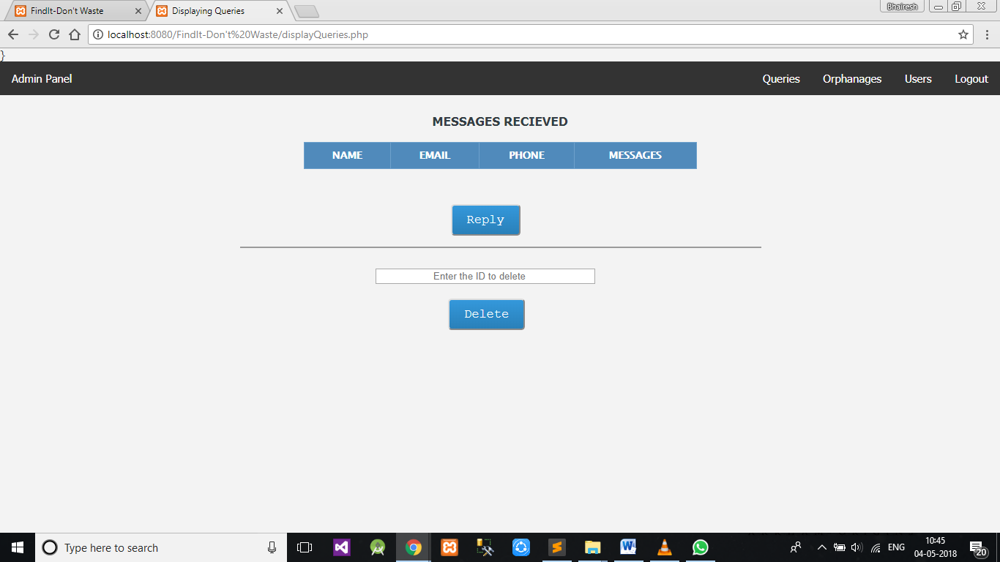 FindIt-Don't Waste
Displaying Queries
Bhairesh
localhost:8080/FindIt-Don't%20Waste/displayQueries.php
}
Admin Panel
Queries
Orphanages
Users
Logout
MESSAGES RECIEVED
NAME EMAIL PHONE MESSAGES
Reply
Enter the ID to delete
Delete
Type here to search
ENG
10:45
04-05-2018
20